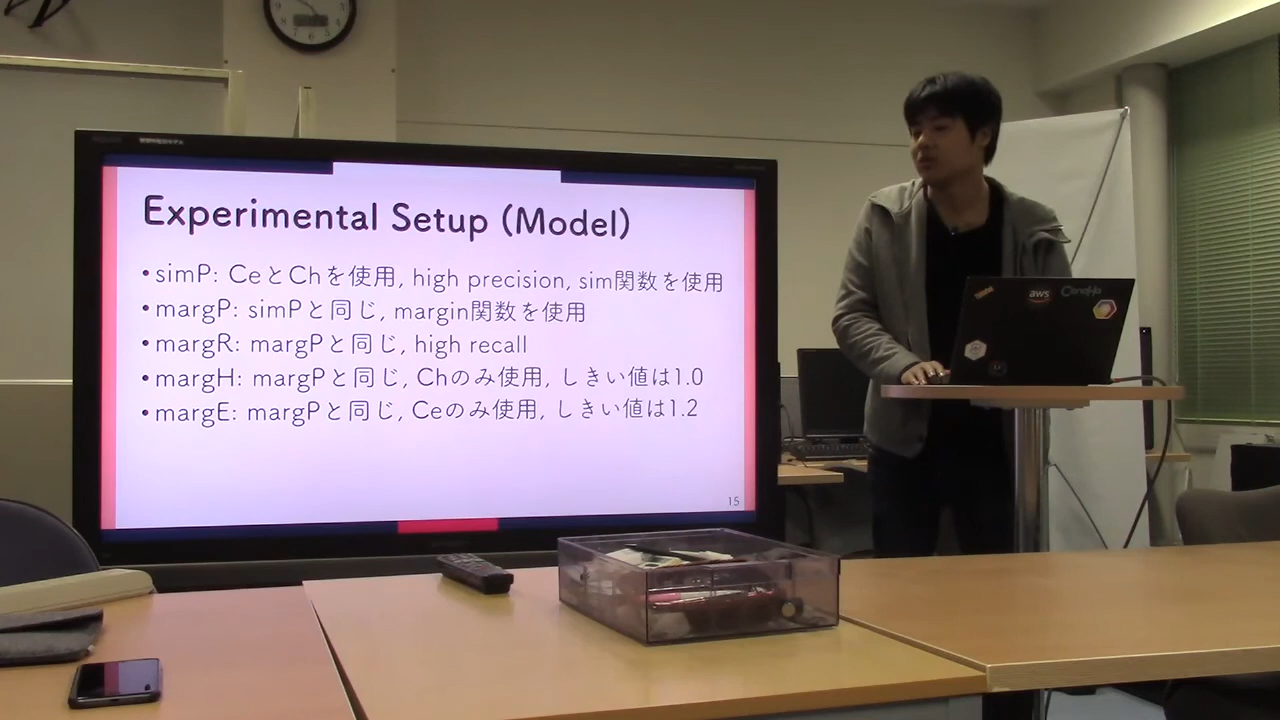 Experimental Setup (Model)
•simP: CeとChを使用, high precision, sim関数を使用
•margP: simPと同じ, margin関数を使用
•margR: margPと同じ, high recall
•margH: margPと同じ, Chのみ使用, しきい値は1.0
•margE: margPと同じ, Ceのみ使用, しきい値は1.2
15
aws
ConoHa